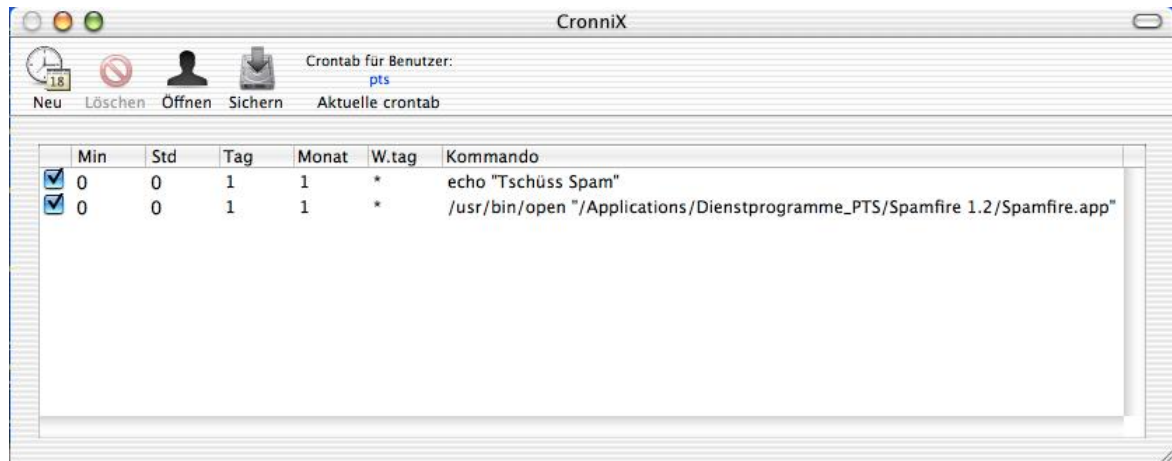 CronniX
Crontab für Benutzer:
pts
Aktuelle crontab
18
Neu Löschen Öffnen Sichern
Min Std Tag Monat W.tag Kommando
0 0 1 1 * echo "Tschüss Spam"
0 0 1 1 * /usr/bin/open "/Applications/Dienstprogramme_PTS/Spamfire 1.2/Spamfire.app"